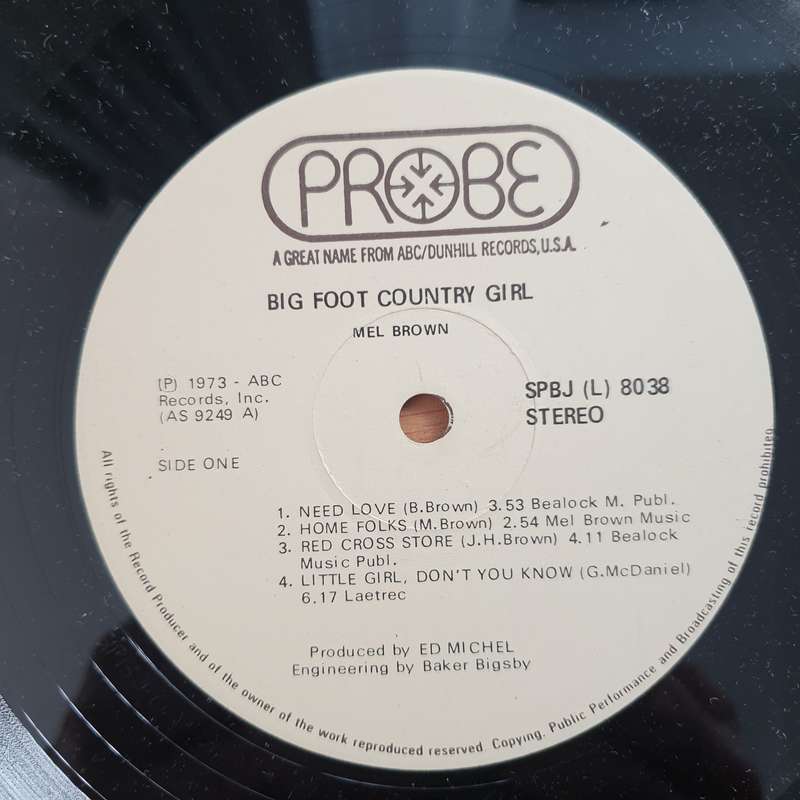 PROBE
A GREAT NAME FROM ABC/DUNHILL RECORDS, U.S.A.
BIG FOOT COUNTRY GIRL
MEL BROWN
(P) 1973 - ABC
Records, Inc.
(AS 9249 A)
SPBJ (L) 8038
STEREO
SIDE ONE
1. NEED LOVE (B.Brown) 3.53 Bealock M. Publ.
2. HOME FOLKS (M.Brown) 2.54 Mel Brown Music
3. RED CROSS STORE (J.H.Brown) 4.11 Bealock
Music Publ.
4. LITTLE GIRL, DON'T YOU KNOW (G.McDaniel)
6.17 Laetrec
Produced by ED MICHEL
Engineering by Baker Bigsby
All rights of the Record Producer and of the owner of the work reproduced reserved. Copying, Public Performance and Broadcasting of this record prohibited